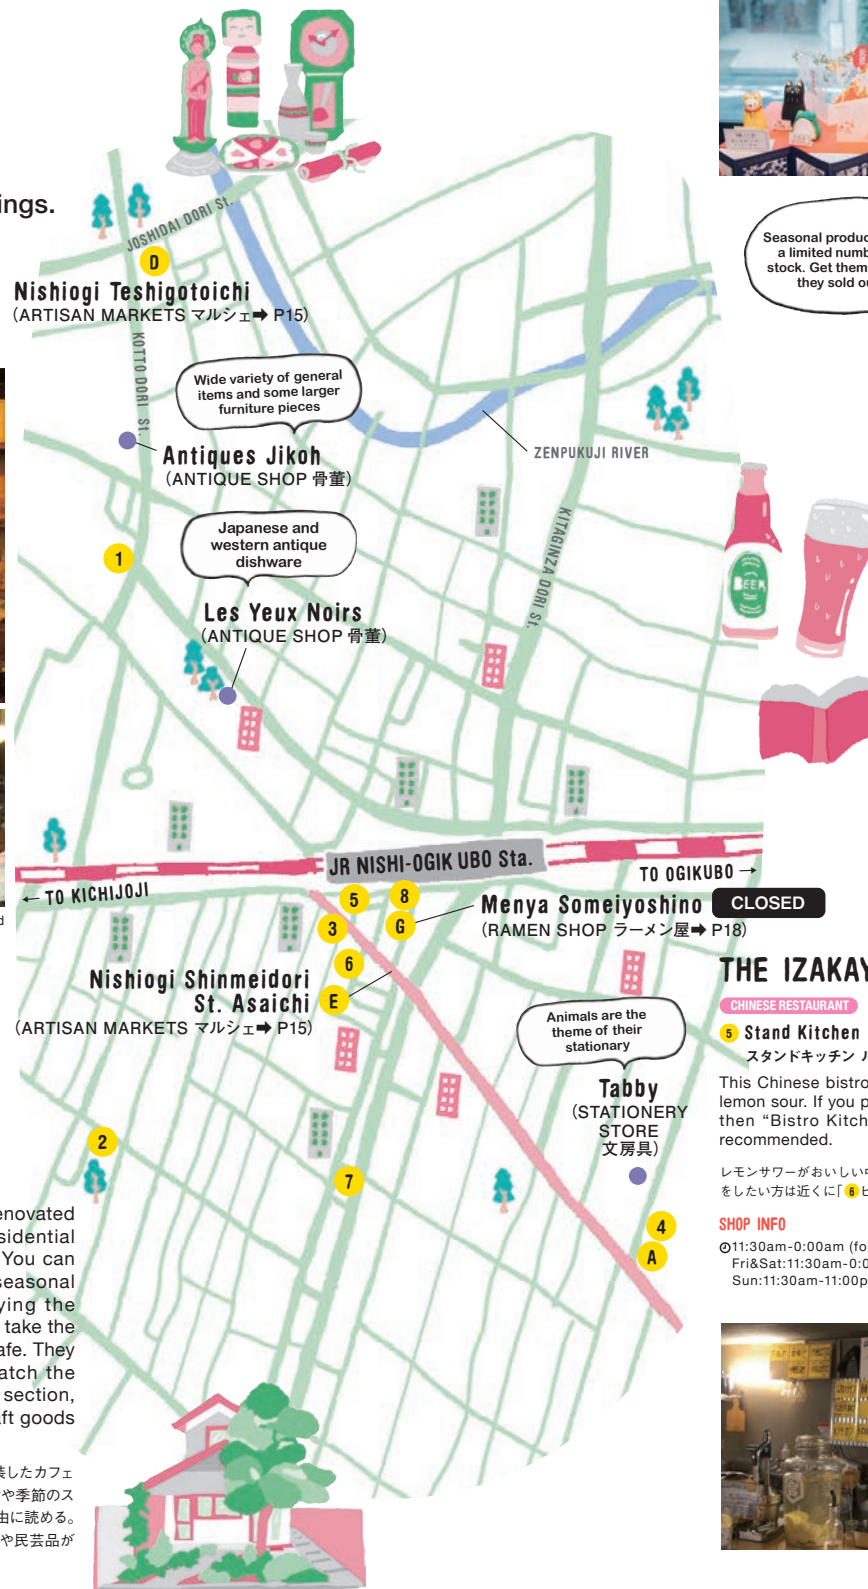 ings.
JOSHIDAI DORI St.
D
Nishiogi Teshigotoichi
(ARTISAN MARKETS マルシェ➡ P15)
KOTTO DORI St.
Wide variety of general
items and some larger
furniture pieces
Antiques Jikoh
(ANTIQUE SHOP 骨董)
ZENPUKUJI RIVER
KITAGINZA DORI St.
1
Japanese and
western antique
dishware
Les Yeux Noirs
(ANTIQUE SHOP 骨董)
JR NISHI-OGIKUBO Sta.
← TO KICHIJOJI
TO OGIKUBO →
5
8
3
G
6
E
Menya Someiyoshino CLOSED
(RAMEN SHOP ラーメン屋➡ P18)
Nishiogi Shinmeidori
St. Asaichi
(ARTISAN MARKETS マルシェ➡ P15)
Animals are the
theme of their
stationary
Tabby
(STATIONERY
STORE
文房具)
2
7
4
A
enovated
sidential
You can
seasonal
ying the
take the
afe. They
atch the
section,
aft goods
装したカフェ
や季節のス
由に読める。
や民芸品が
Seasonal produc
a limited numb
stock. Get them
they sold ou
BEER
THE IZAKAY
CHINESE RESTAURANT
5 Stand Kitchen
スタンドキッチン
This Chinese bistro
lemon sour. If you p
then “Bistro Kitch
recommended.
レモンサワーがおいしい
をしたい方は近くに「6 ビ
SHOP INFO
11:30am-0:00am (fo
Fri&Sat:11:30am-0:0
Sun:11:30am-11:00p